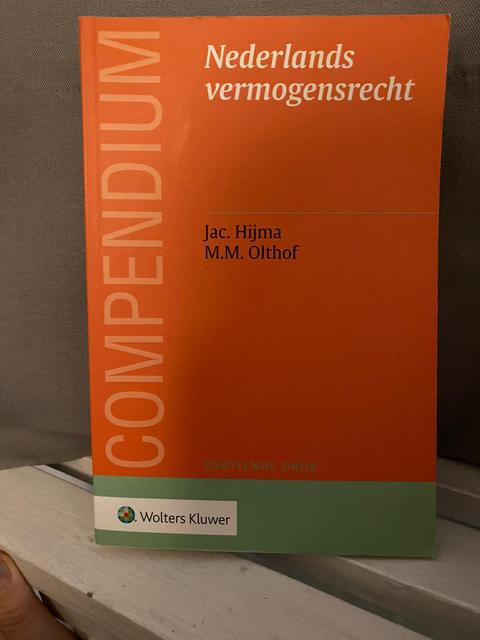 COMPENDIUM
Nederlands
vermogensrecht
Jac. Hijma
M.M. Olthof
DERTIENDE DRUK
Wolters Kluwer